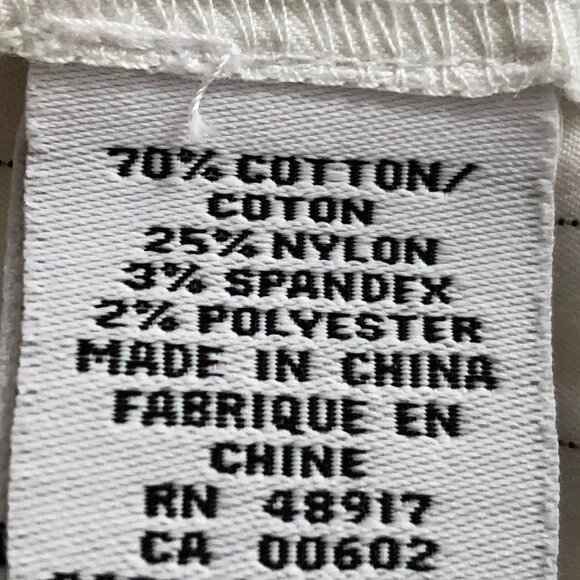 70% COTTON/
COTON
25% NYLON
3% SPANDEX
2% POLYESTER
MADE IN CHINA
FABRIQUE EN
CHINE
RN 48917
CA 00602